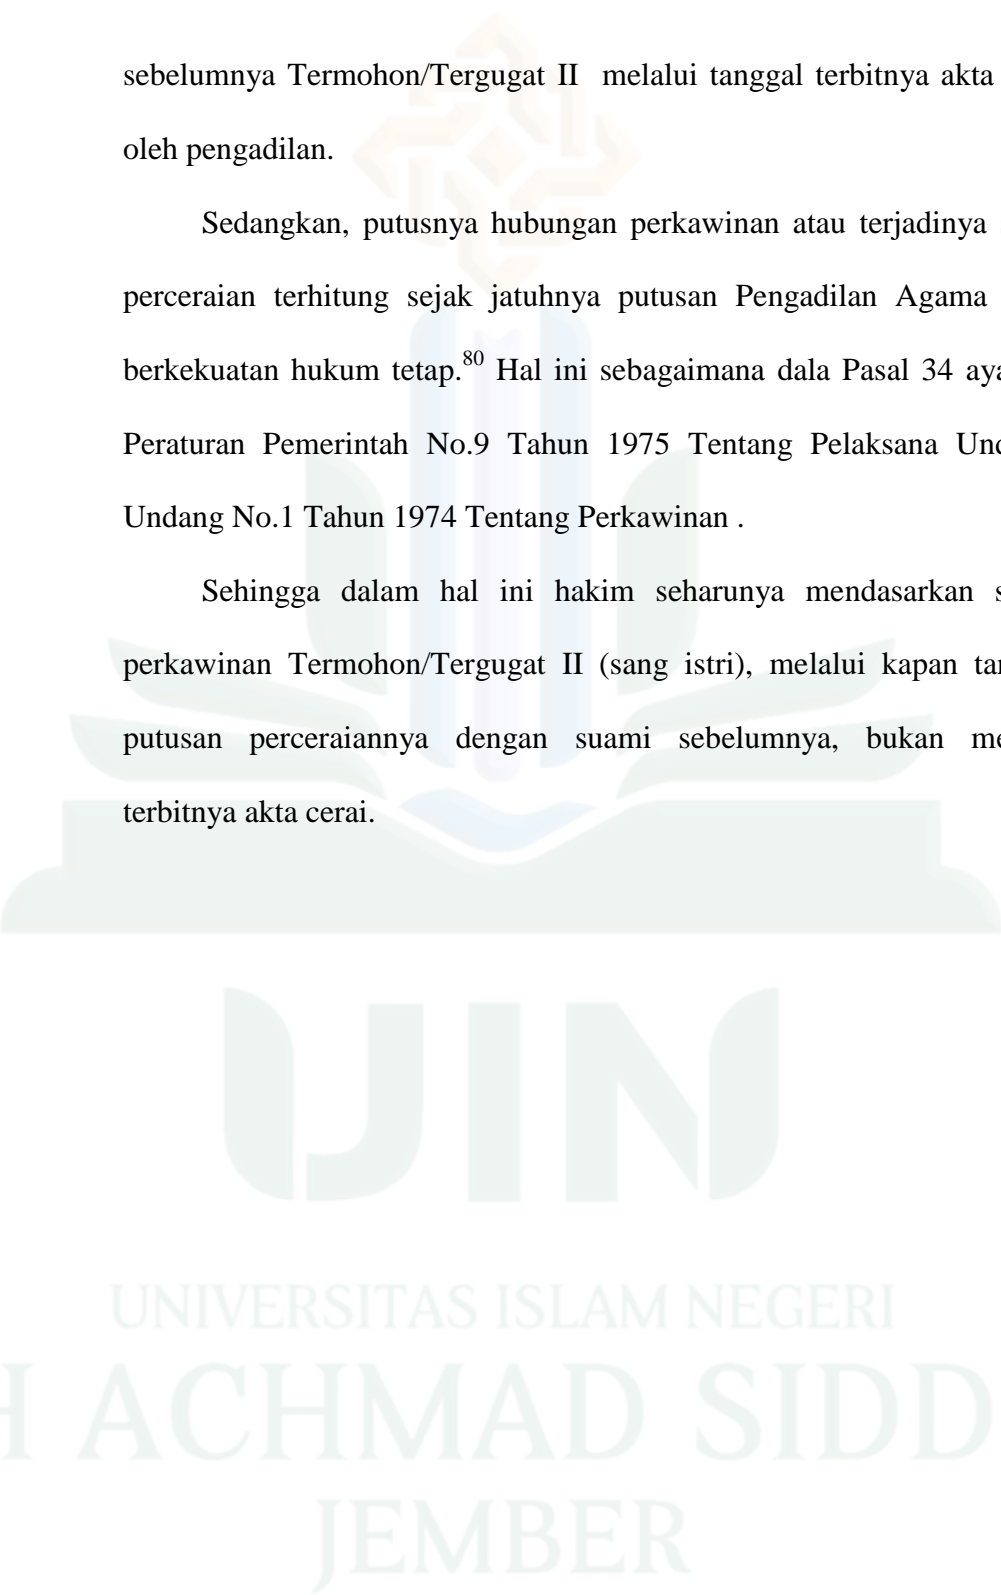 sebelumnya Termohon/Tergugat II melalui tanggal terbitnya akta
oleh pengadilan.
Sedangkan, putusnya hubungan perkawinan atau terjadinya
perceraian terhitung sejak jatuhnya putusan Pengadilan Agama
berkekuatan hukum tetap.80 Hal ini sebagaimana dala Pasal 34
Peraturan Pemerintah No.9 Tahun 1975 Tentang Pelaksana
Undang No.1 Tahun 1974 Tentang Perkawinan .
Sehingga dalam hal ini hakim seharunya mendasarkan
perkawinan Termohon/Tergugat II (sang istri), melalui kapan
putusan perceraiannya dengan suami sebelumnya, bukan
terbitnya akta cerai.
UIN
UNIVERSITAS ISLAM NEGERI
H ACHMAD SIDD
JEMBER